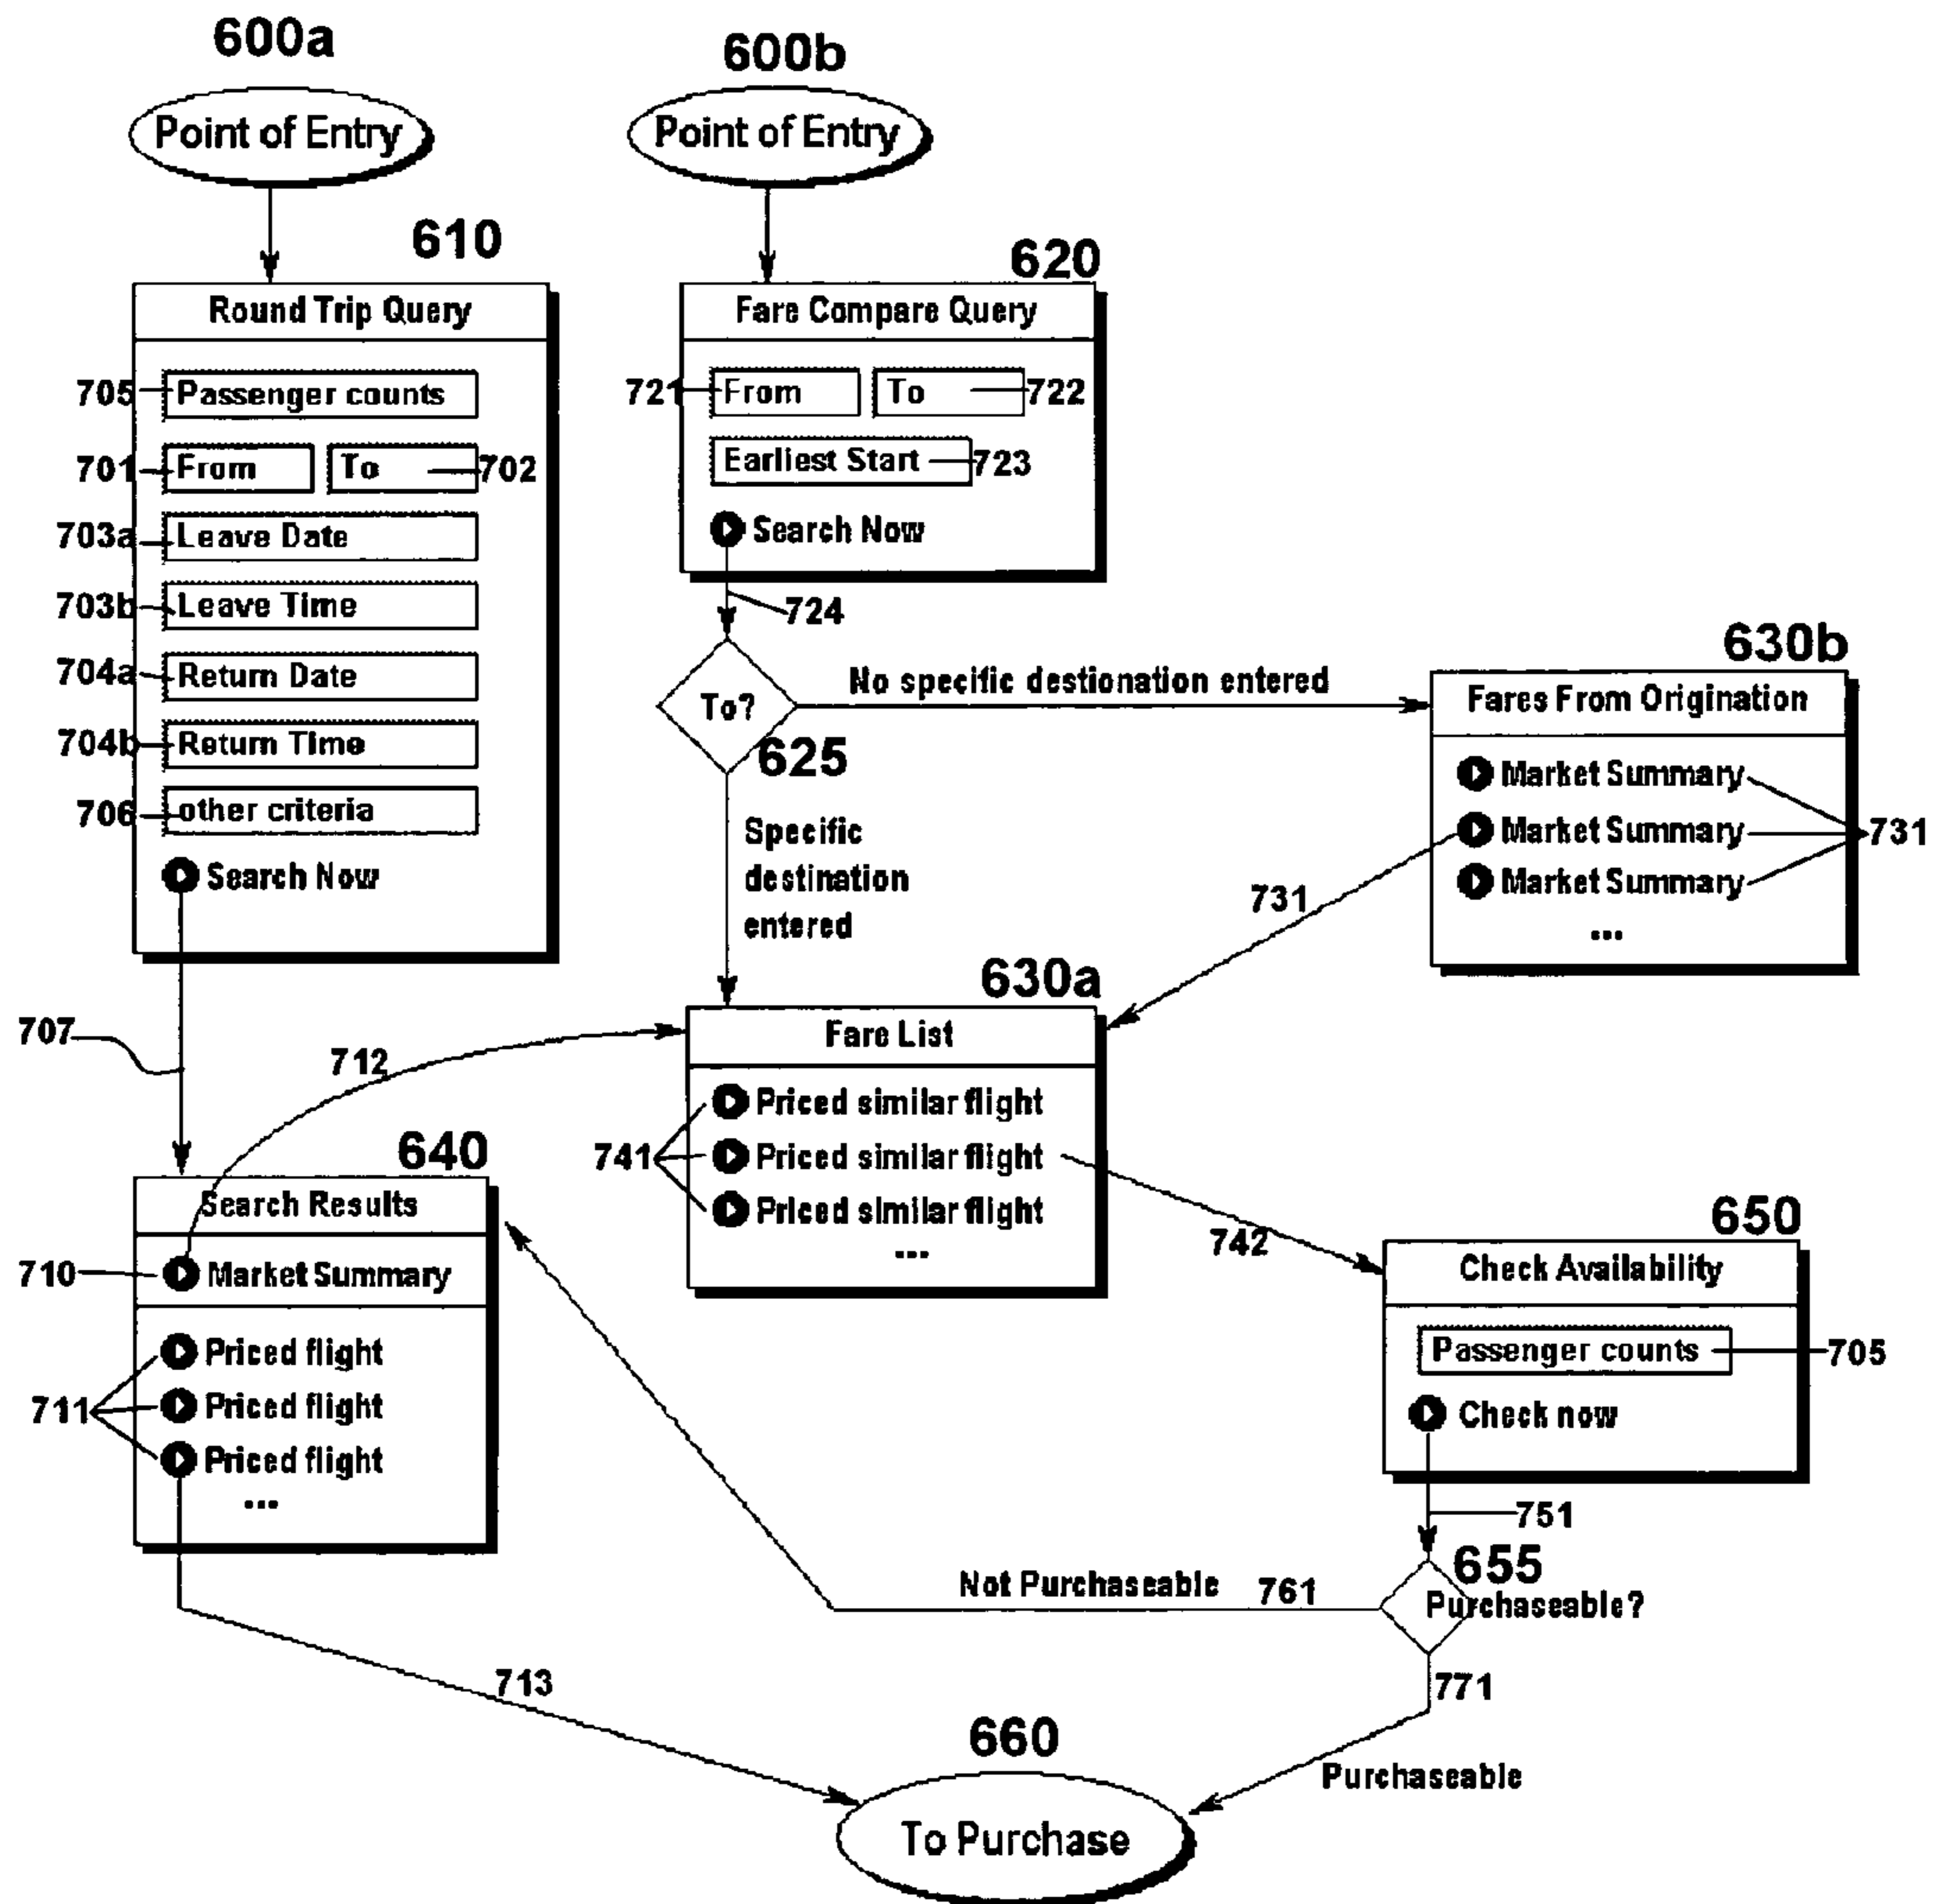 600a
Point of Entry
600b
Point of Entry
610
Round Trip Query
705
Passenger counts
701
From
To
702
703a
Leave Date
703b
Leave Time
704a
Return Date
704b
Return Time
706
other criteria
Search Now
707
620
Fare Compare Query
721
From
To
722
Earliest Start
723
Search Now
724
To?
625
No specific destionation entered
Specific
destination
entered
630b
Fares From Origination
Market Summary
Market Summary
Market Summary
731
...
731
630a
Fare List
712
741
Priced similar flight
Priced similar flight
Priced similar flight
...
742
640
Search Results
710
Market Summary
711
Priced flight
Priced flight
Priced flight
...
650
Check Availability
Passenger counts
705
Check now
751
655
Purchaseable?
Not Purchaseable
761
771
Purchaseable
713
660
To Purchase